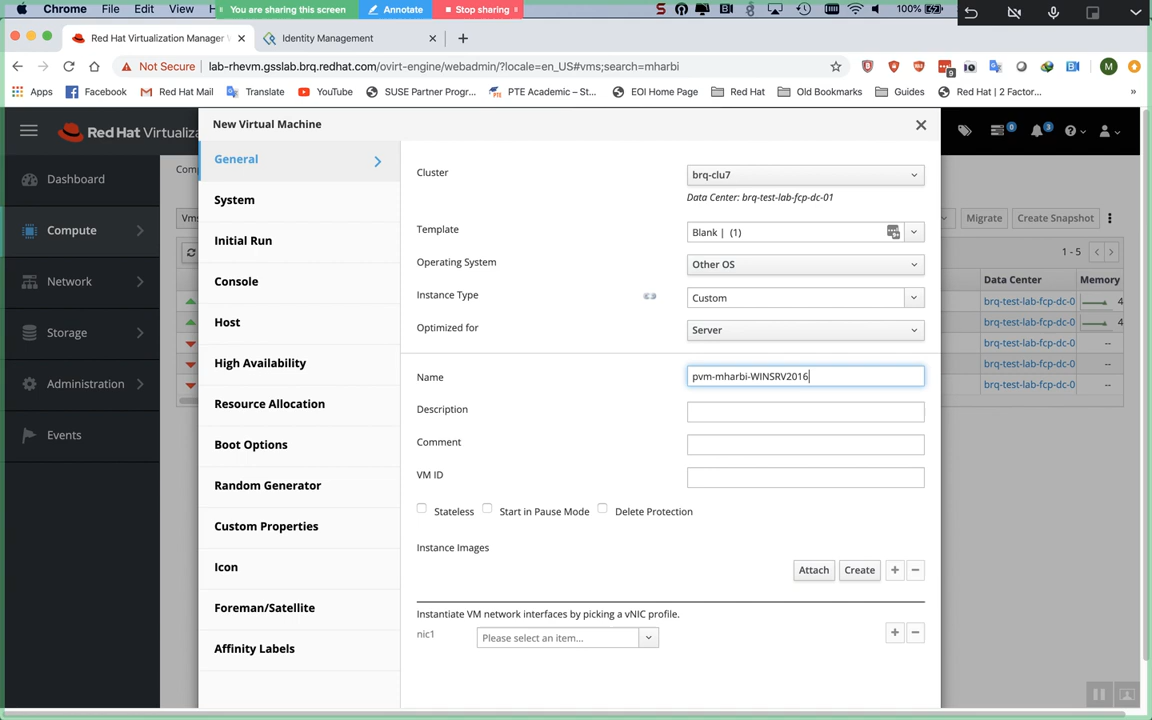 Chrome File Edit View H You are sharing this screen Annotate Stop sharing 100%
Red Hat Virtualization Manager Identity Management
Not Secure lab-rhevm.gsslab.brq.redhat.com/ovirt-engine/webadmin/?locale=en_US#vms;search=mharbi
Apps Facebook Red Hat Mail Translate YouTube SUSE Partner Progr... PTE Academic – St... EOI Home Page Red Hat Old Bookmarks Guides Red Hat | 2 Factor... »
Red Hat Virtualiza
New Virtual Machine
Dashboard
Compute
Network
Storage
Administration
Events
General
System
Initial Run
Console
Host
High Availability
Resource Allocation
Boot Options
Random Generator
Custom Properties
Icon
Foreman/Satellite
Affinity Labels
Cluster brq-clu7
Data Center: brq-test-lab-fcp-dc-01
Template Blank | (1)
Operating System Other OS
Instance Type Custom
Optimized for Server
Name pvm-mharbi-WINSRV2016
Description
Comment
VM ID
Stateless Start in Pause Mode Delete Protection
Instance Images
Attach Create + −
Instantiate VM network interfaces by picking a vNIC profile.
nic1 Please select an item... + −
Comp
Vms
0 3
Migrate Create Snapshot
1 - 5
Data Center Memory
brq-test-lab-fcp-dc-0 4
brq-test-lab-fcp-dc-0 4
brq-test-lab-fcp-dc-0 --
brq-test-lab-fcp-dc-0 --
brq-test-lab-fcp-dc-0 --